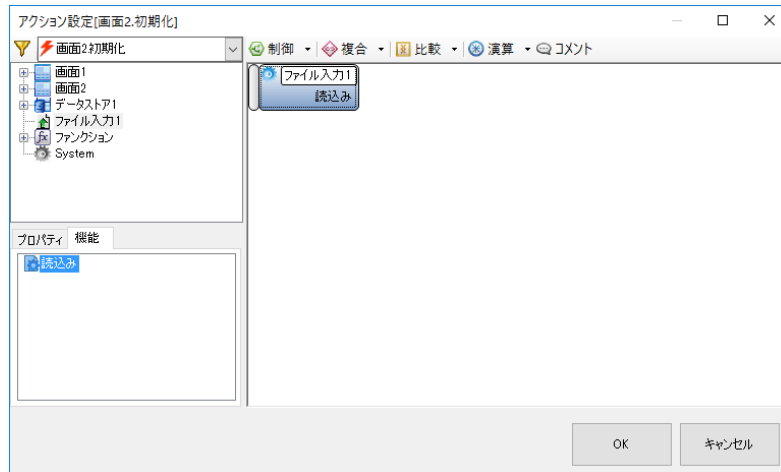 アクション設定[画面2.初期化]
画面2初期化
制御 複合 比較 演算 コメント
画面1
画面2
データストア1
ファイル入力1
ファンクション
System
ファイル入力1
読込み
プロパティ 機能
読込み
OK キャンセル